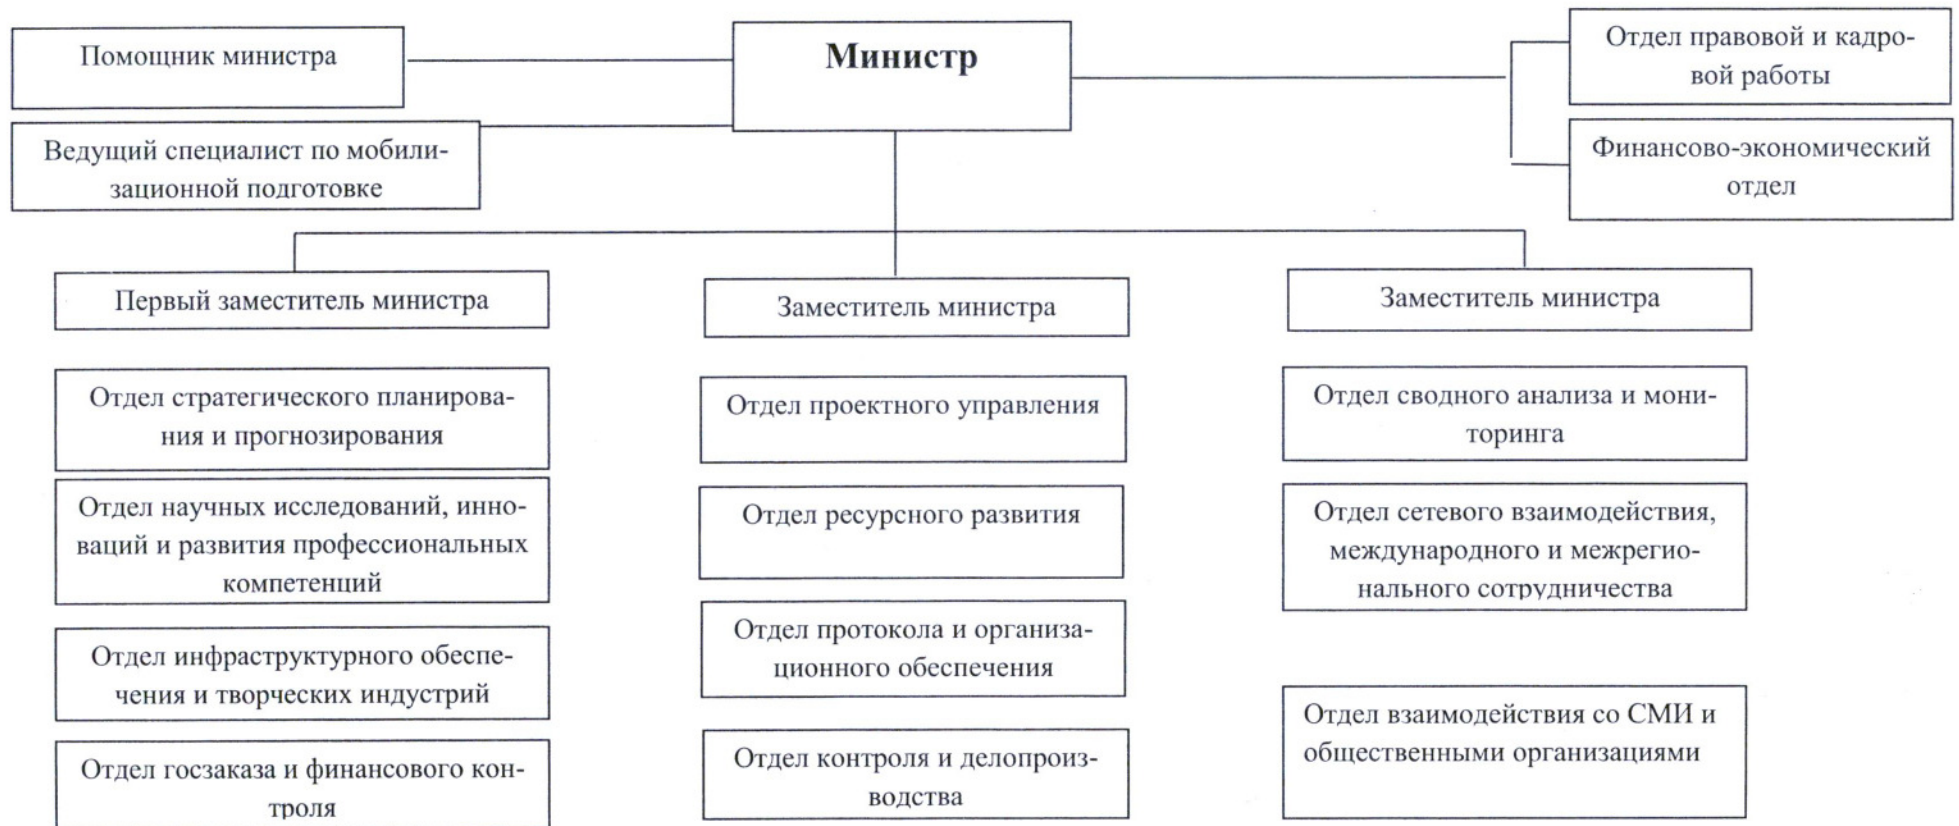 Помощник министра
Министр
Отдел правовой и кадро-
вой работы
Ведущий специалист по мобили-
зационной подготовке
Финансово-экономический
отдел
Первый заместитель министра
Заместитель министра
Заместитель министра
Отдел стратегического планирова-
ния и прогнозирования
Отдел научных исследований, инно-
ваций и развития профессиональных
компетенций
Отдел инфраструктурного обеспе-
чения и творческих индустрий
Отдел госзаказа и финансового кон-
троля
Отдел проектного управления
Отдел ресурсного развития
Отдел протокола и организа-
ционного обеспечения
Отдел контроля и делопроиз-
водства
Отдел сводного анализа и мони-
торинга
Отдел сетевого взаимодействия,
международного и межрегио-
нального сотрудничества
Отдел взаимодействия со СМИ и
общественными организациями